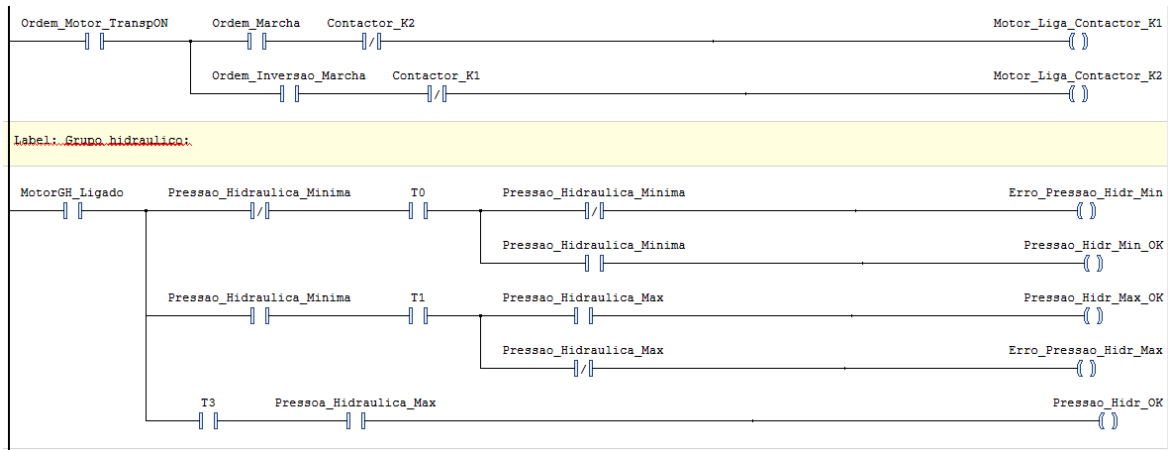 Ordem_Motor_TranspON Ordem_Marcha Contactor_K2 Motor_Liga_Contactor_K1
Ordem_Inversao_Marcha Contactor_K1 Motor_Liga_Contactor_K2
Label: Grupo hidraulico:
MotorGH_Ligado Pressao_Hidraulica_Minima T0 Pressao_Hidraulica_Minima Erro_Pressao_Hidr_Min
Pressao_Hidraulica_Minima Pressao_Hidr_Min_OK
Pressao_Hidraulica_Minima T1 Pressao_Hidraulica_Max Pressao_Hidr_Max_OK
Pressao_Hidraulica_Max Erro_Pressao_Hidr_Max
T3 Pressoa_Hidraulica_Max Pressao_Hidr_OK